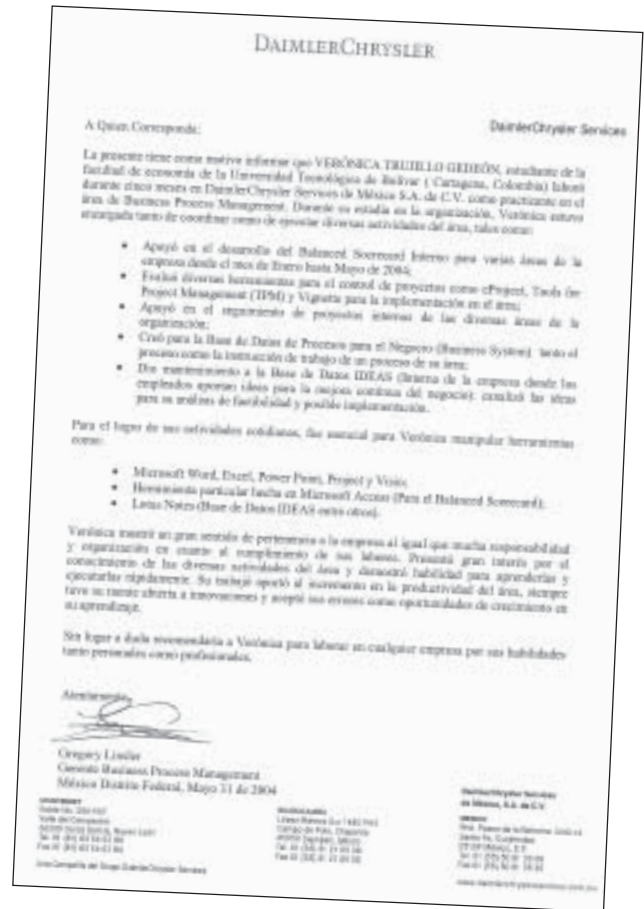 DAIMLERCHRYSLER
DaimlerChrysler Services
A Quien Corresponda:
La presente tiene como motivo informar que VERÓNICA TRUJILLO GEDEÓN, estudiante de la
facultad de economía de la Universidad Tecnológica de Bolívar ( Cartagena, Colombia) laboró
durante cinco meses en DaimlerChrysler Services de México S.A. de C.V. como practicante en el
área de Business Process Management. Durante su estadía en la organización, Verónica estuvo
encargada tanto de coordinar como de ejecutar diversas actividades del área, tales como:
• Apoyó en el desarrollo del Balanced Scorecard Interno para varias áreas de la
empresa desde el mes de Enero hasta Mayo de 2004;
• Evaluó diversas herramientas para el control de proyectos como eProject, Tools for
Project Management (TPM) y Vignette para la implementación en el área;
• Apoyó en el seguimiento de proyectos internos de las diversas áreas de la
organización;
• Creó para la Base de Datos de Procesos para el Negocio (Business System) tanto el
proceso como la instrucción de trabajo de un proceso de su área;
• Dio mantenimiento a la Base de Datos IDEAS (Interna de la empresa donde los
empleados aportan ideas para la mejora continua del negocio): las ideas
para su análisis de factibilidad y posible implementación.
Para el logro de sus actividades cotidianas, fue esencial para Verónica manipular herramientas
como:
• Microsoft Word, Excel, Power Point, Project y Visio;
• Herramienta particular hecha en Microsoft Access (Para el Balanced Scorecard);
• Lotus Notes (Base de Datos IDEAS entre otros).
Verónica mostró un gran sentido de pertenencia a la empresa al igual que mucha responsabilidad
y organización en cuanto al cumplimiento de sus labores. Presentó gran interés por el
conocimiento de las diversas actividades del área y demostró habilidad para aprenderlas y
ejecutarlas rápidamente. Su trabajo aportó al incremento en la productividad del área, siempre
tuvo su mente abierta a innovaciones y aceptó sus errores como oportunidades de crecimiento en
su aprendizaje.
Sin lugar a duda recomendaría a Verónica para laborar en cualquier empresa por sus habilidades
tanto personales como profesionales.
Atentamente,
Gregory
Gerente Business Process Management
México Distrito Federal, Mayo 31 de 2004
DaimlerChrysler Services
de México, S.A. de C.V.
Una Compañía del Grupo DaimlerChrysler Services